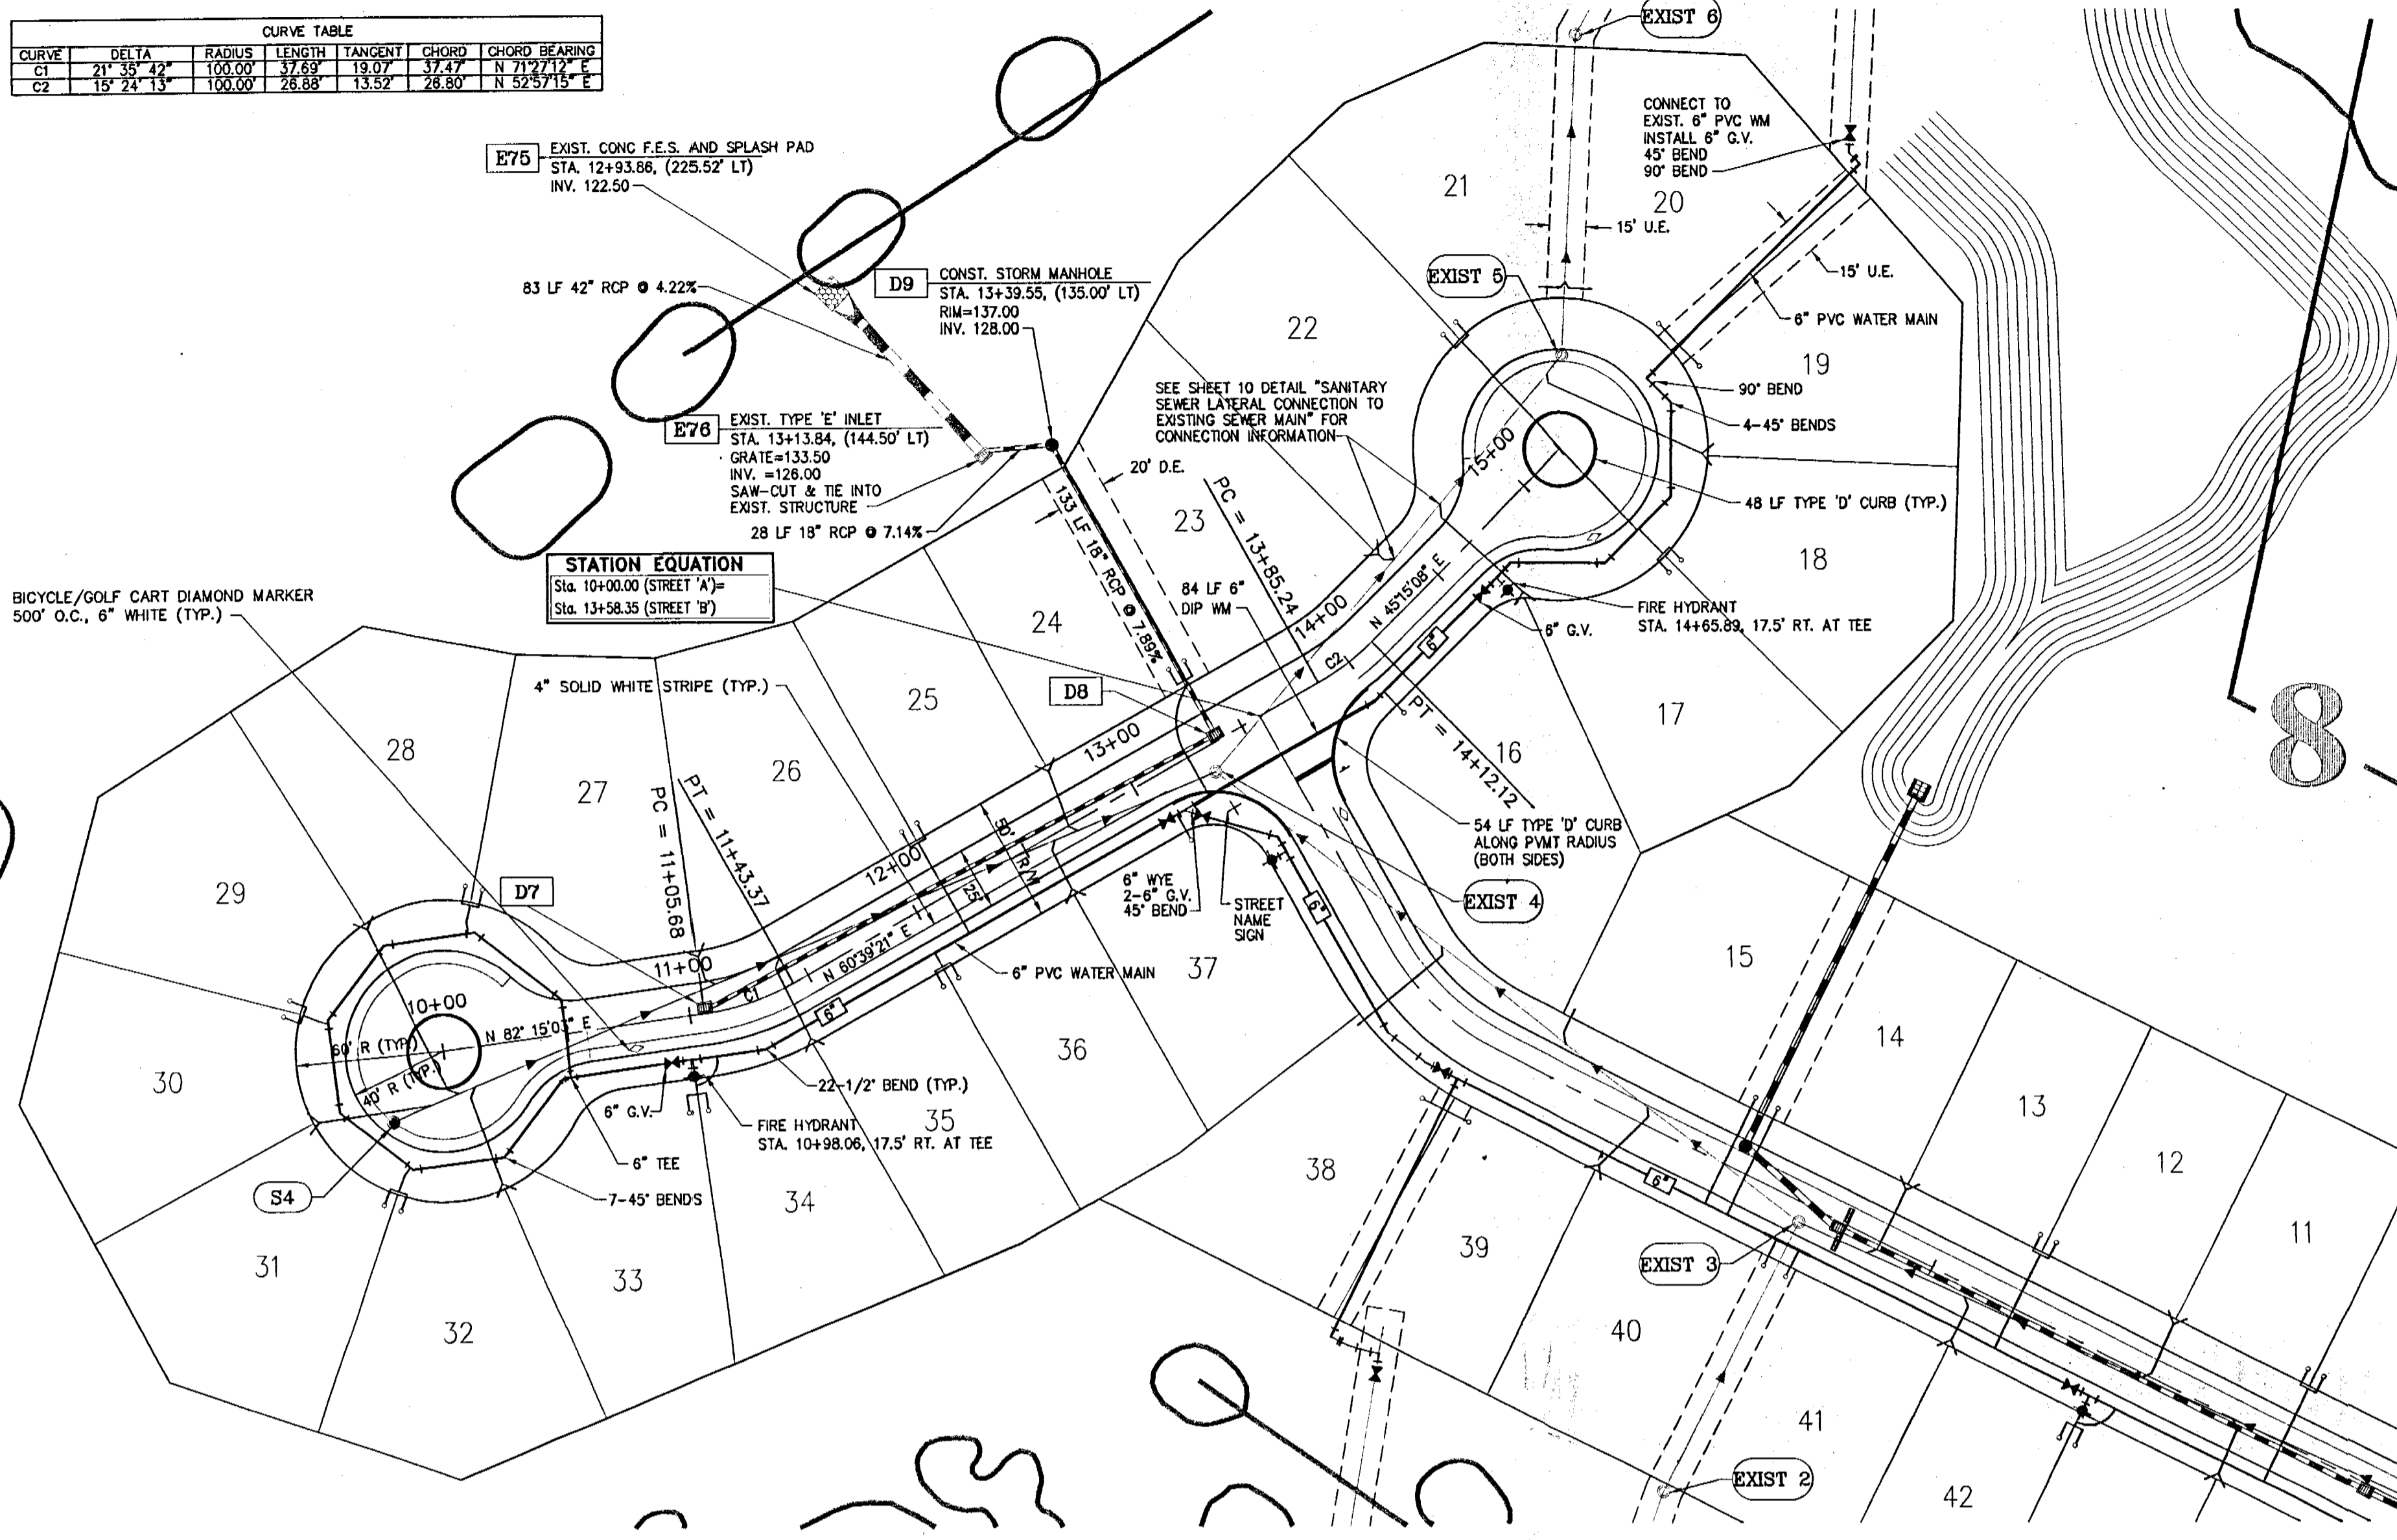 CURVE TABLE
CURVE DELTA RADIUS LENGTH TANGENT CHORD CHORD BEARING
C1 21° 35' 42" 100.00' 37.69' 19.07' 37.47' N 71°27'12" E
C2 15° 24' 13" 100.00' 26.88' 13.52' 26.80' N 52°57'15" E
EXIST 6
CONNECT TO
EXIST. 6" PVC WM
INSTALL 6" G.V.
45° BEND
90° BEND
E75
EXIST. CONC F.E.S. AND SPLASH PAD
STA. 12+93.86, (225.52' LT)
INV. 122.50
21
20
15' U.E.
15' U.E.
83 LF 42" RCP @ 4.22%
D9
CONST. STORM MANHOLE
STA. 13+39.55, (135.00' LT)
RIM=137.00
INV. 128.00
EXIST 5
6" PVC WATER MAIN
22
19
SEE SHEET 10 DETAIL "SANITARY
SEWER LATERAL CONNECTION TO
EXISTING SEWER MAIN" FOR
CONNECTION INFORMATION
90° BEND
4-45° BENDS
E76
EXIST. TYPE 'E' INLET
STA. 13+13.84, (144.50' LT)
GRATE=133.50
INV. =126.00
SAW-CUT & TIE INTO
EXIST. STRUCTURE
28 LF 18" RCP @ 7.14%
20' D.E.
133 LF 18" RCP @ 7.89%
23
PC = 13+85.24
15+00
48 LF TYPE 'D' CURB (TYP.)
18
STATION EQUATION
Sta. 10+00.00 (STREET 'A')=
Sta. 13+58.35 (STREET 'B')
BICYCLE/GOLF CART DIAMOND MARKER
500' O.C., 6" WHITE (TYP.)
84 LF 6"
DIP WM
14+00
N 45°15'08" E
C2
6"
FIRE HYDRANT
STA. 14+65.89, 17.5' RT. AT TEE
6" G.V.
24
4" SOLID WHITE STRIPE (TYP.)
25
D8
PT = 14+12.12
16
17
8
13+00
28
27
26
PC = 11+05.68
PT = 11+43.37
54 LF TYPE 'D' CURB
ALONG PVMT RADIUS
(BOTH SIDES)
12+00
50' R/W
25'
29
D7
6" WYE
2-6" G.V.
45° BEND
STREET
NAME
SIGN
6"
EXIST 4
11+00
N 60°39'21" E
6" PVC WATER MAIN
37
15
10+00
C1
6"
N 82° 15'03" E
60' R (TYP.)
40' R (TYP.)
30
36
14
22-1/2° BEND (TYP.)
6" G.V.
FIRE HYDRANT
STA. 10+98.06, 17.5' RT. AT TEE
35
13
6" TEE
7-45° BENDS
S4
38
6"
12
34
39
EXIST 3
11
31
33
32
40
41
EXIST 2
42